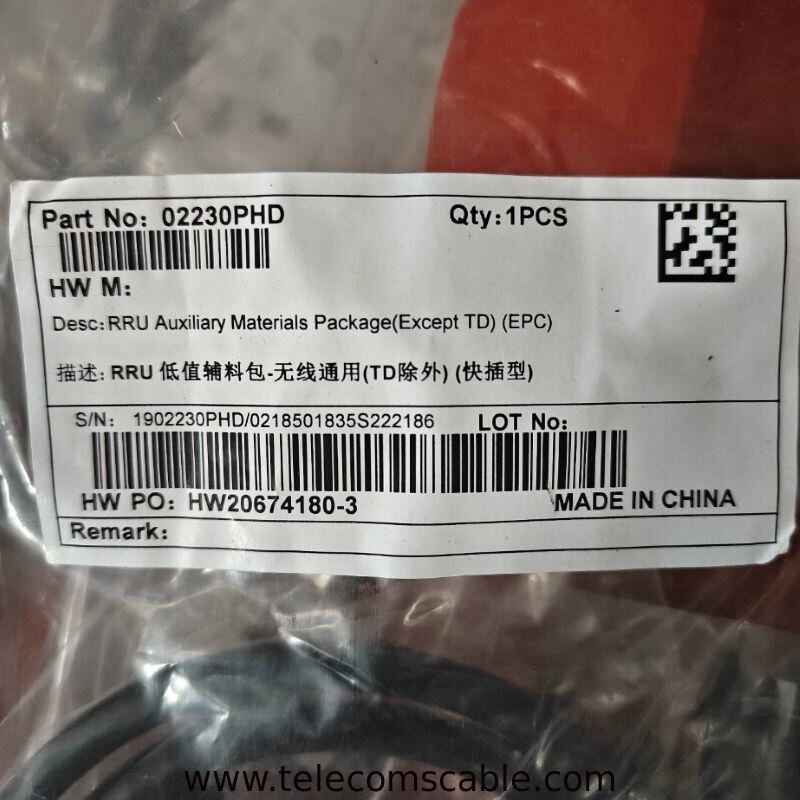 Part No: 02230PHD Qty:1PCS
HW M:
Desc:RRU Auxiliary Materials Package(Except TD) (EPC)
描述: RRU 低值辅料包-无线通用(TD除外) (快插型)
S/N: 1902230PHD/0218501835S222186 LOT No:
HW PO: HW20674180-3 MADE IN CHINA
Remark:
www.telecomscable.com